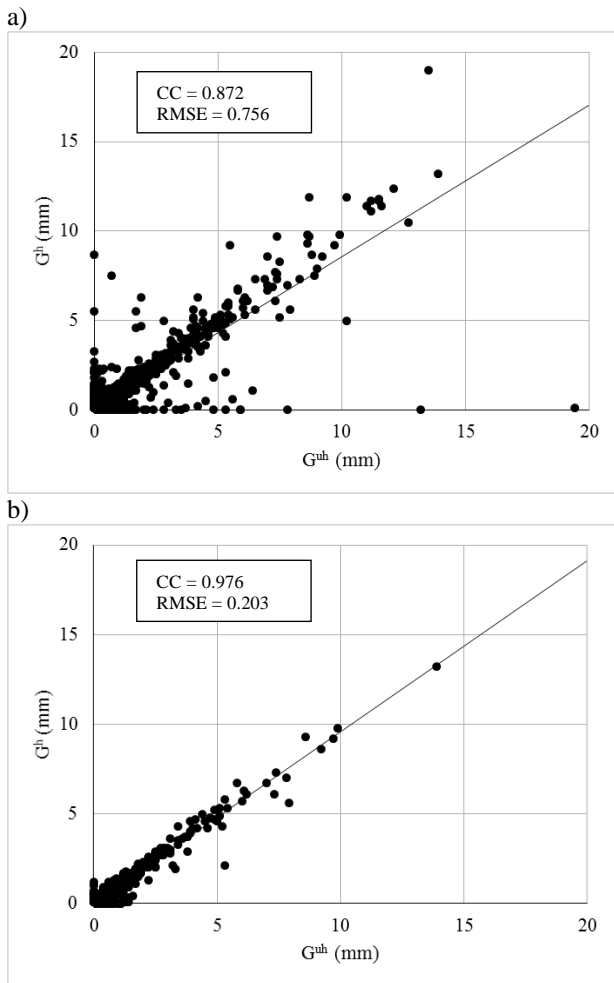 a)
20
CC = 0.872
RMSE = 0.756
15
Gʰ (mm)
10
5
0
0 5 10 15 20
Gᵘʰ (mm)
b)
20
CC = 0.976
RMSE = 0.203
15
Gʰ (mm)
10
5
0
0 5 10 15 20
Gᵘʰ (mm)